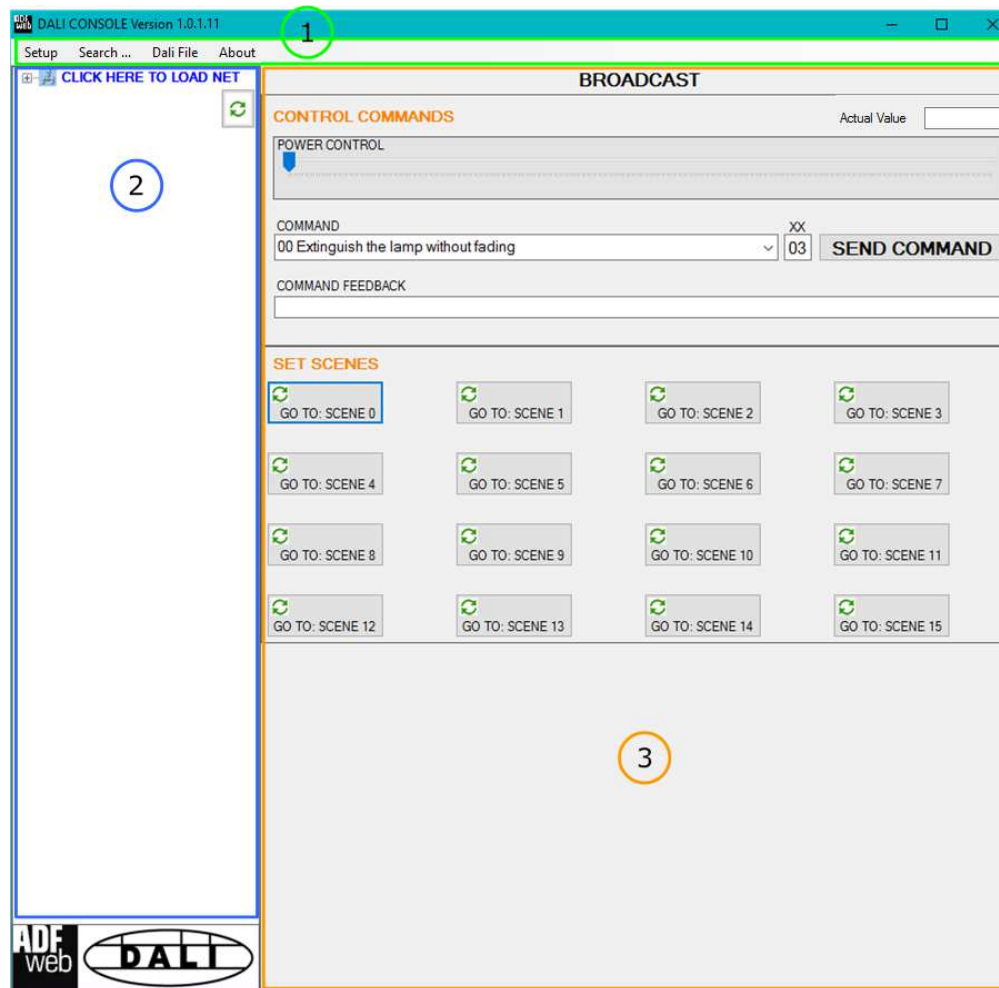 ADF web DALI CONSOLE Version 1.0.1.11
1
Setup Search ... Dali File About
CLICK HERE TO LOAD NET
2
BROADCAST
CONTROL COMMANDS
Actual Value
POWER CONTROL
COMMAND
XX
00 Extinguish the lamp without fading
03
SEND COMMAND
COMMAND FEEDBACK
SET SCENES
GO TO: SCENE 0
GO TO: SCENE 1
GO TO: SCENE 2
GO TO: SCENE 3
GO TO: SCENE 4
GO TO: SCENE 5
GO TO: SCENE 6
GO TO: SCENE 7
GO TO: SCENE 8
GO TO: SCENE 9
GO TO: SCENE 10
GO TO: SCENE 11
GO TO: SCENE 12
GO TO: SCENE 13
GO TO: SCENE 14
GO TO: SCENE 15
3
ADF
web
DALI